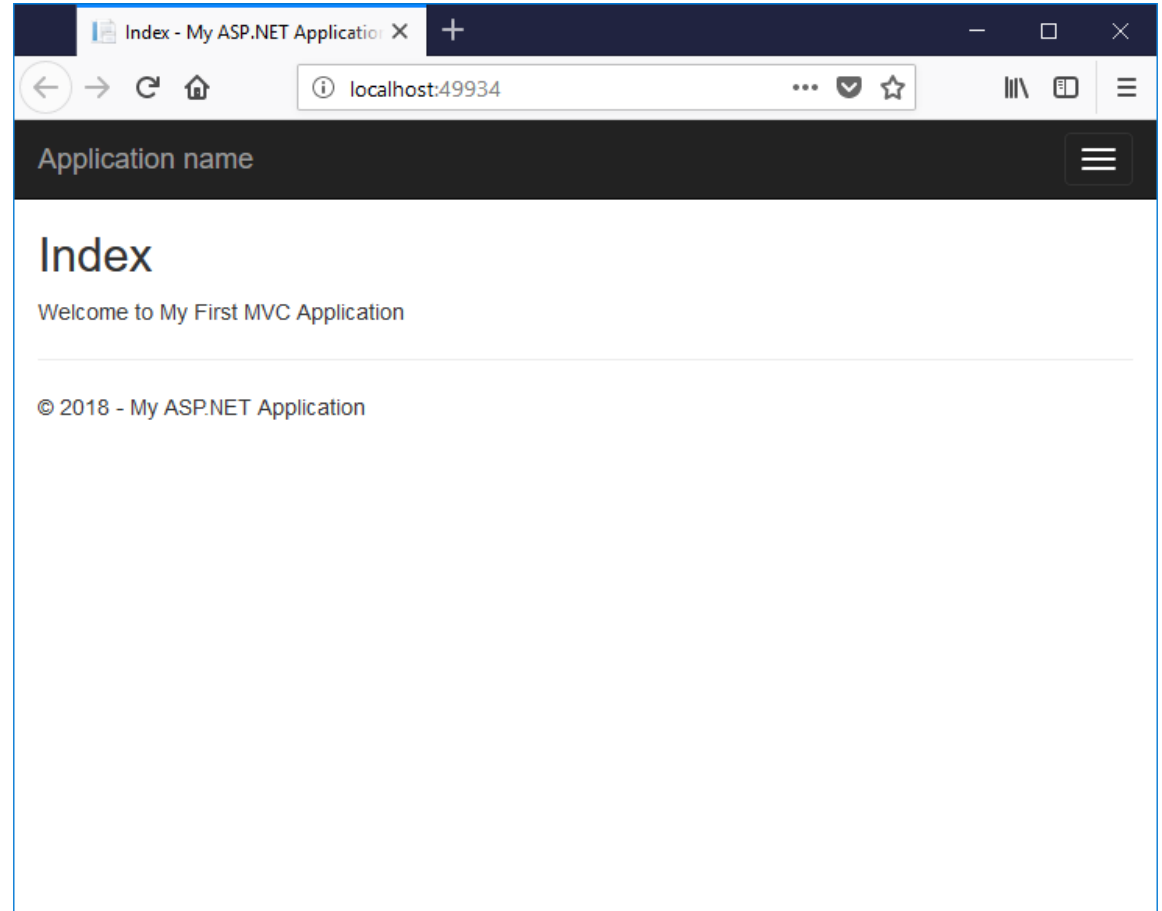 Index - My ASP.NET Application
localhost:49934
Application name
Index
Welcome to My First MVC Application
© 2018 - My ASP.NET Application